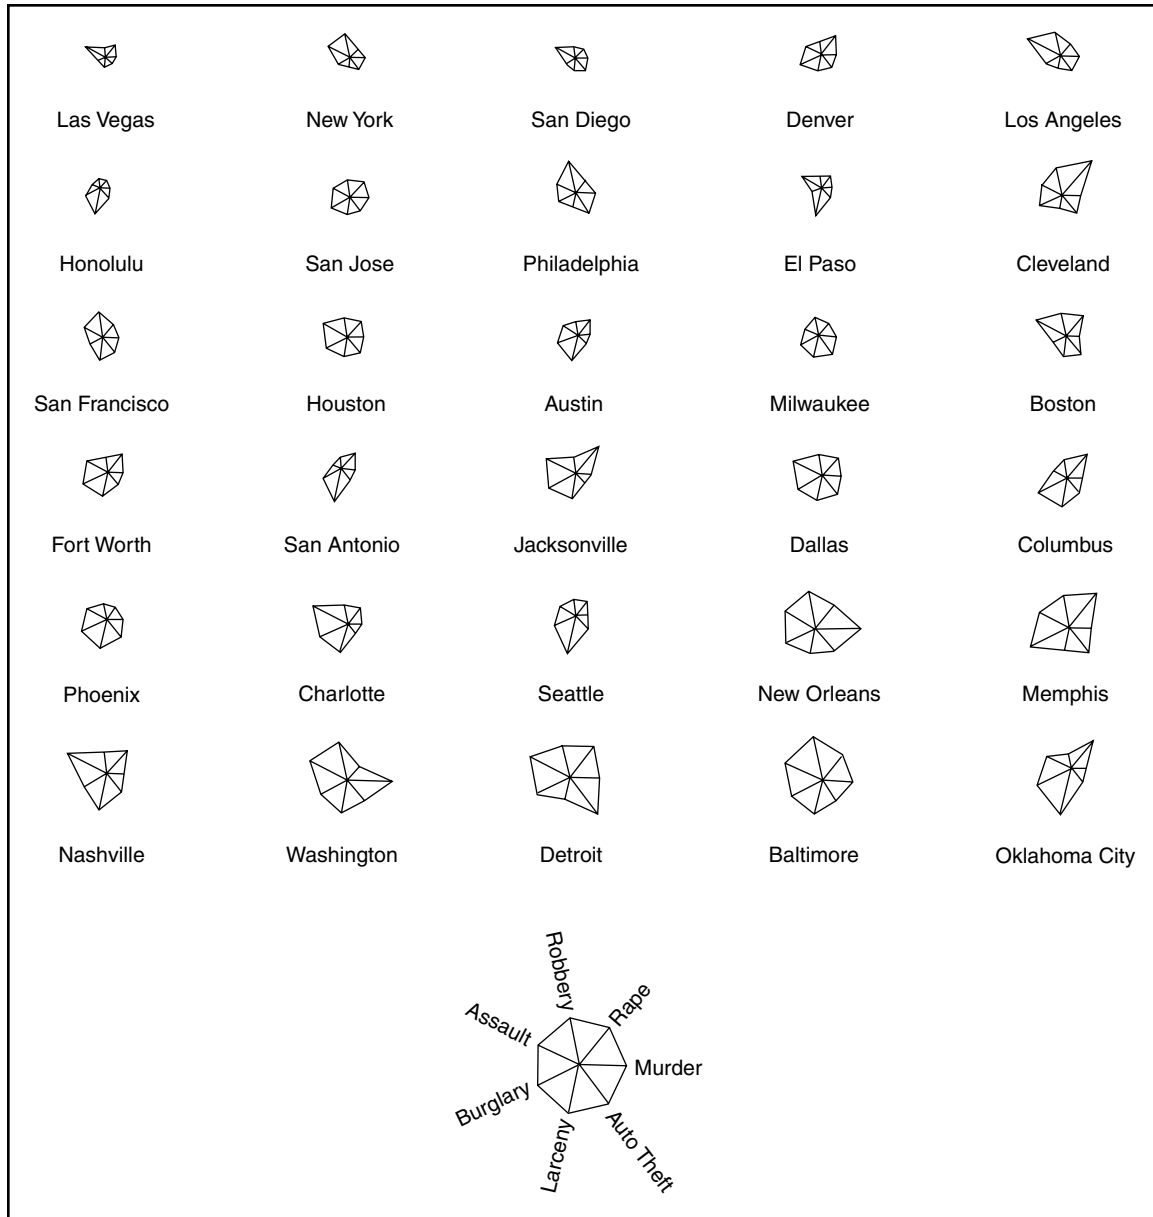 Las Vegas
New York
San Diego
Denver
Los Angeles
Honolulu
San Jose
Philadelphia
El Paso
Cleveland
San Francisco
Houston
Austin
Milwaukee
Boston
Fort Worth
San Antonio
Jacksonville
Dallas
Columbus
Phoenix
Charlotte
Seattle
New Orleans
Memphis
Nashville
Washington
Detroit
Baltimore
Oklahoma City
Robbery
Rape
Assault
Murder
Burglary
Larceny
Auto Theft